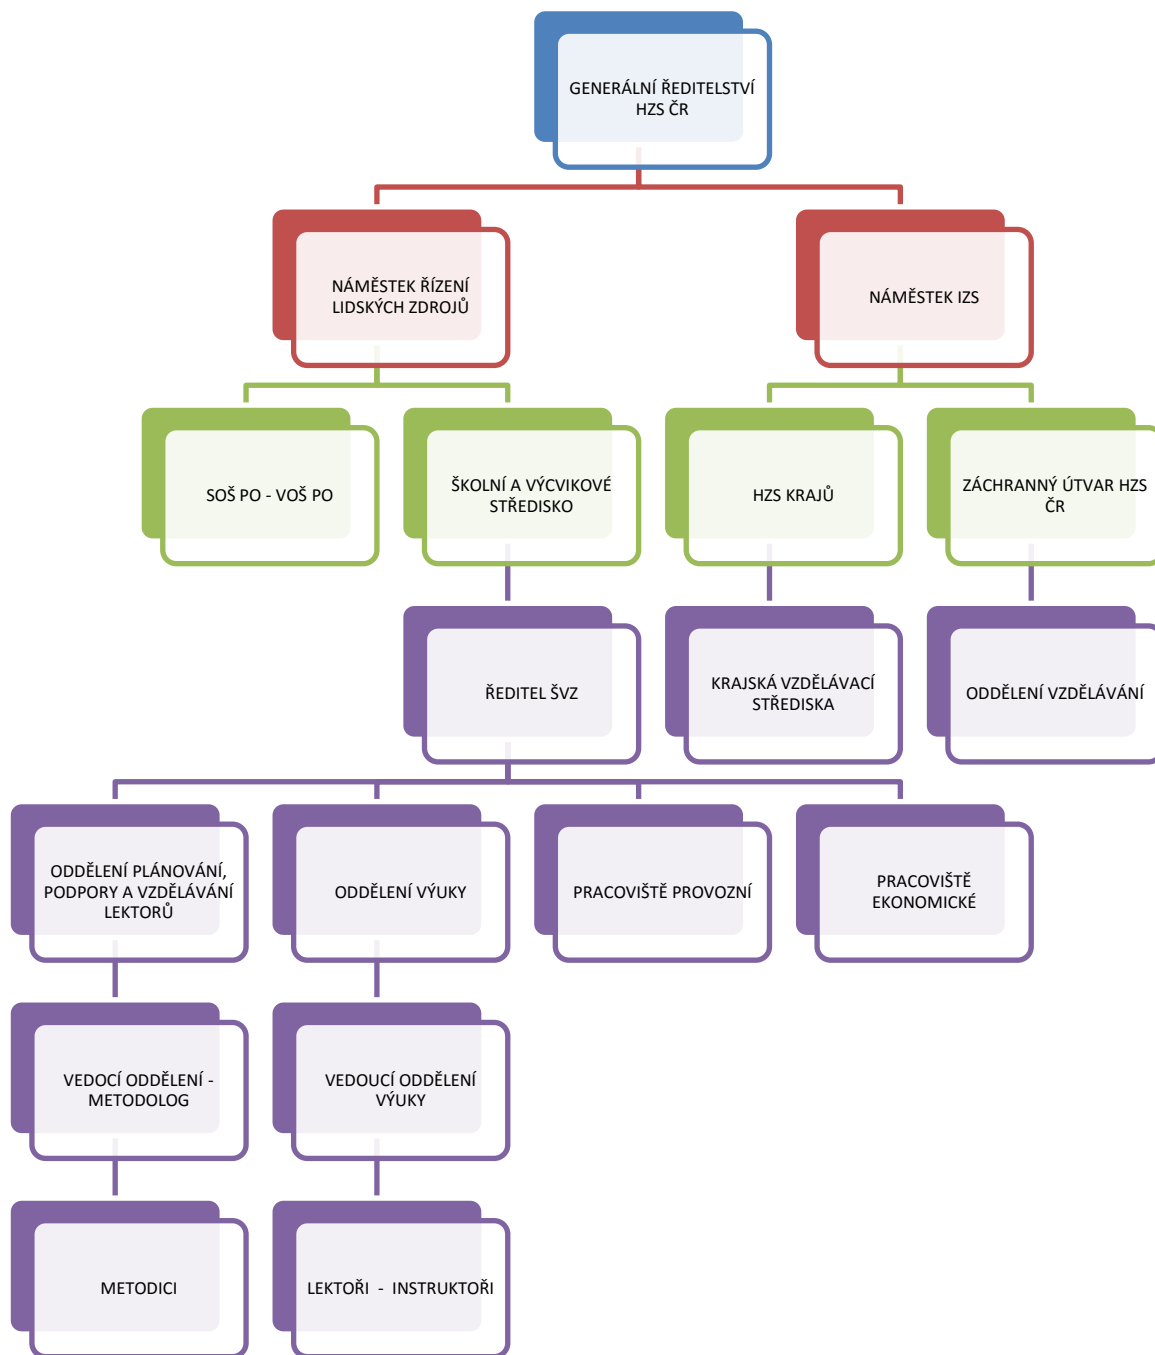 GENERÁLNÍ ŘEDITELSTVÍ
HZS ČR
NÁMĚSTEK ŘÍZENÍ
LIDSKÝCH ZDROJŮ
NÁMĚSTEK IZS
SOŠ PO - VOŠ PO
ŠKOLNÍ A VÝCVIKOVÉ
STŘEDISKO
HZS KRAJŮ
ZÁCHRANNÝ ÚTVAR HZS
ČR
ŘEDITEL ŠVZ
KRAJSKÁ VZDĚLÁVACÍ
STŘEDISKA
ODDĚLENÍ VZDĚLÁVÁNÍ
ODDĚLENÍ PLÁNOVÁNÍ,
PODPORY A VZDĚLÁVÁNÍ
LEKTORŮ
ODDĚLENÍ VÝUKY
PRACOVIŠTĚ PROVOZNÍ
PRACOVIŠTĚ
EKONOMICKÉ
VEDOCÍ ODDĚLENÍ -
METODOLOG
VEDOUCÍ ODDĚLENÍ
VÝUKY
METODICI
LEKTOŘI - INSTRUKTOŘI